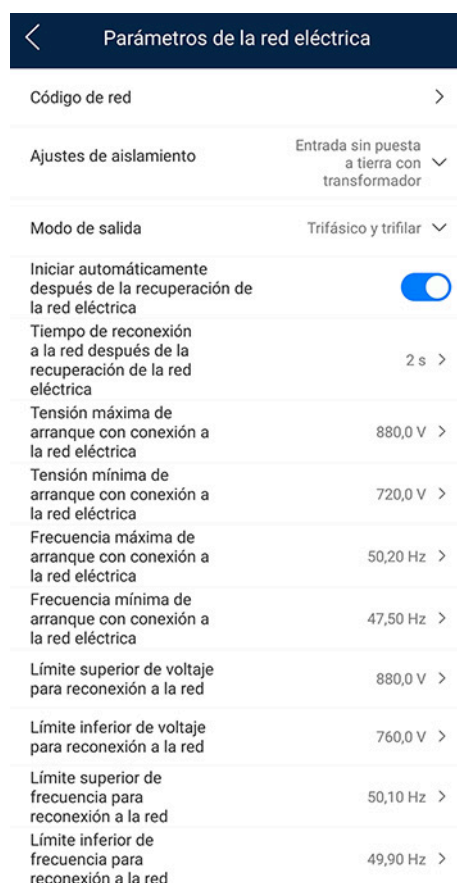 Parámetros de la red eléctrica
Código de red
Ajustes de aislamiento
Entrada sin puesta
a tierra con
transformador
Modo de salida
Trifásico y trifilar
Iniciar automáticamente
después de la recuperación de
la red eléctrica
Tiempo de reconexión
a la red después de la
recuperación de la red
eléctrica
2 s
Tensión máxima de
arranque con conexión a
la red eléctrica
880,0 V
Tensión mínima de
arranque con conexión a
la red eléctrica
720,0 V
Frecuencia máxima de
arranque con conexión a
la red eléctrica
50,20 Hz
Frecuencia mínima de
arranque con conexión a
la red eléctrica
47,50 Hz
Límite superior de voltaje
para reconexión a la red
880,0 V
Límite inferior de voltaje
para reconexión a la red
760,0 V
Límite superior de
frecuencia para
reconexión a la red
50,10 Hz
Límite inferior de
frecuencia para
reconexión a la red
49,90 Hz